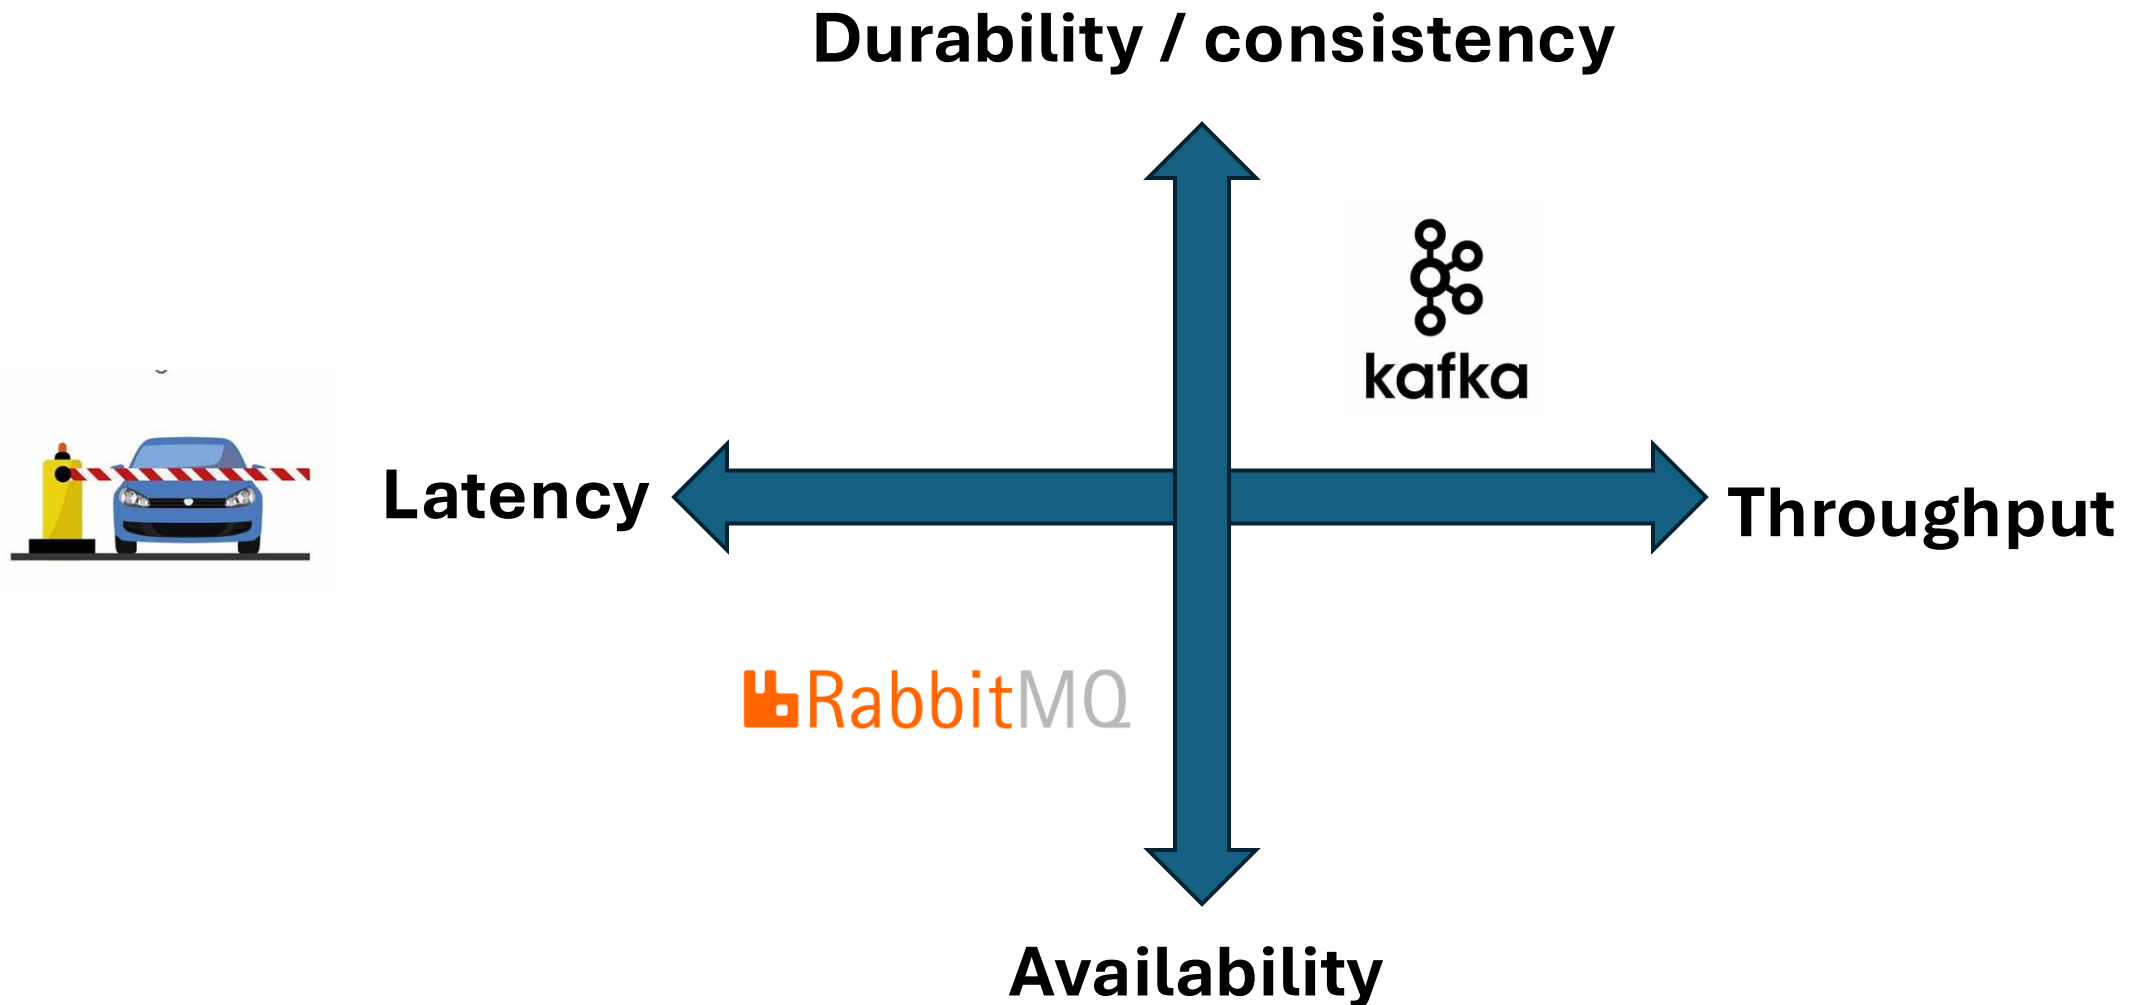 Durability / consistency
kafka
Latency
Throughput
RabbitMQ
Availability